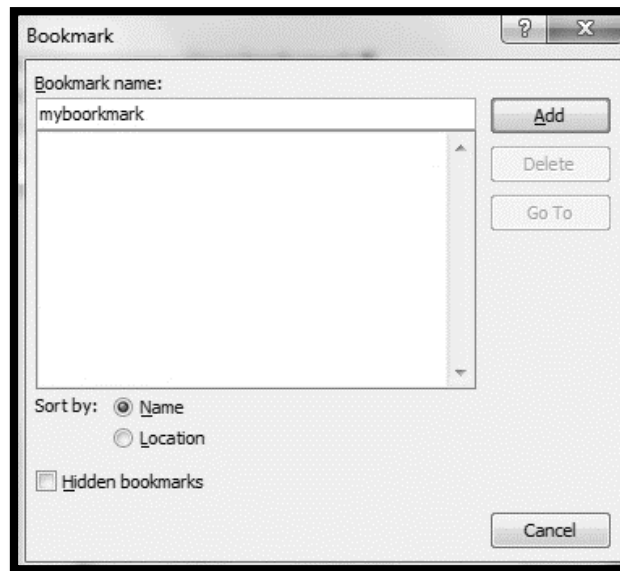 Bookmark
Bookmark name:
myboorkmark
Add
Delete
Go To
Sort by: Name
Location
Hidden bookmarks
Cancel